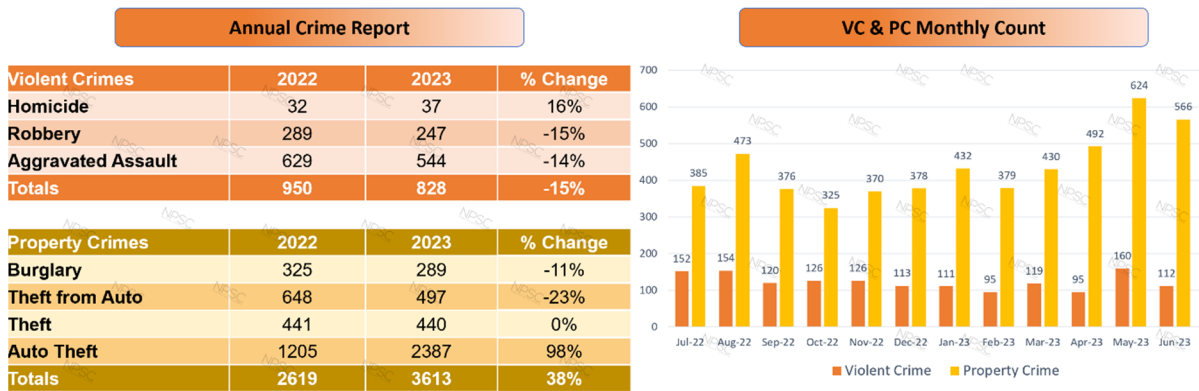 Annual Crime Report
Violent Crimes 2022 2023 % Change
Homicide 32 37 16%
Robbery 289 247 -15%
Aggravated Assault 629 544 -14%
Totals 950 828 -15%
Property Crimes 2022 2023 % Change
Burglary 325 289 -11%
Theft from Auto 648 497 -23%
Theft 441 440 0%
Auto Theft 1205 2387 98%
Totals 2619 3613 38%
VC & PC Monthly Count
700
600
500
400
300
200
100
0
152 385
154 473
120 376
126 325
126 370
113 378
111 432
95 379
119 430
95 492
160 624
112 566
Jul-22 Aug-22 Sep-22 Oct-22 Nov-22 Dec-22 Jan-23 Feb-23 Mar-23 Apr-23 May-23 Jun-23
Violent Crime Property Crime
NPSC